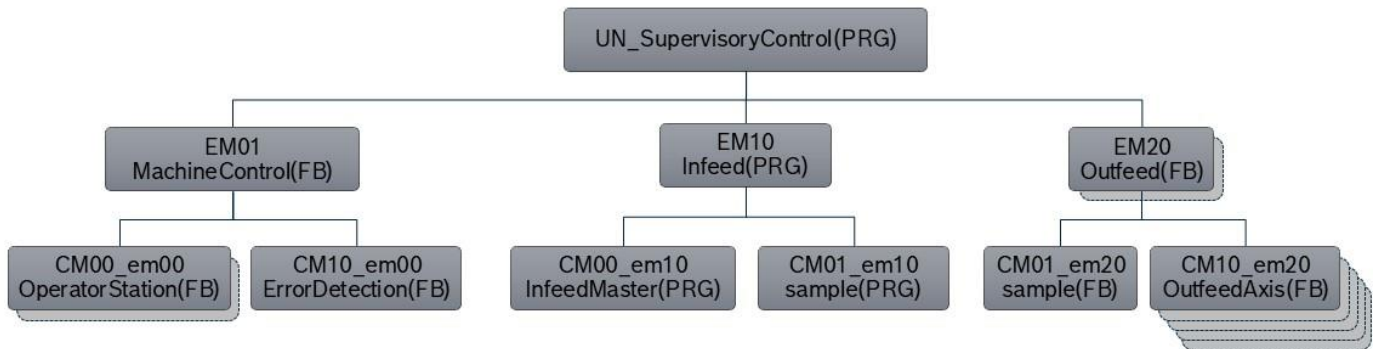 UN_SupervisoryControl(PRG)
EM01
MachineControl(FB)
EM10
Infeed(PRG)
EM20
Outfeed(FB)
CM00_em00
OperatorStation(FB)
CM10_em00
ErrorDetection(FB)
CM00_em10
InfeedMaster(PRG)
CM01_em10
sample(PRG)
CM01_em20
sample(FB)
CM10_em20
OutfeedAxis(FB)